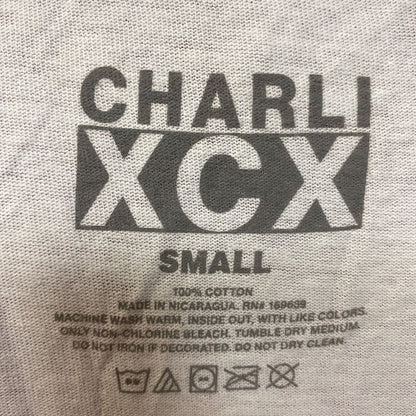 CHARLI
XCX
SMALL
100% COTTON
MADE IN NICARAGUA. RN# 169639
MACHINE WASH WARM, INSIDE OUT, WITH LIKE COLORS.
ONLY NON-CHLORINE BLEACH. TUMBLE DRY MEDIUM.
DO NOT IRON IF DECORATED. DO NOT DRY CLEAN.